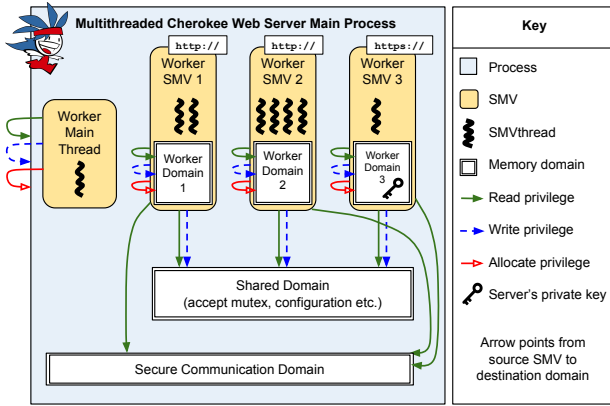 Multithreaded Cherokee Web Server Main Process
http://
http://
https://
Worker
SMV 1
Worker
SMV 2
Worker
SMV 3
Worker
Main
Thread
Worker
Domain
1
Worker
Domain
2
Worker
Domain
3
Shared Domain
(accept mutex, configuration etc.)
Secure Communication Domain
Key
Process
SMV
SMVthread
Memory domain
Read privilege
Write privilege
Allocate privilege
Server's private key
Arrow points from
source SMV to
destination domain